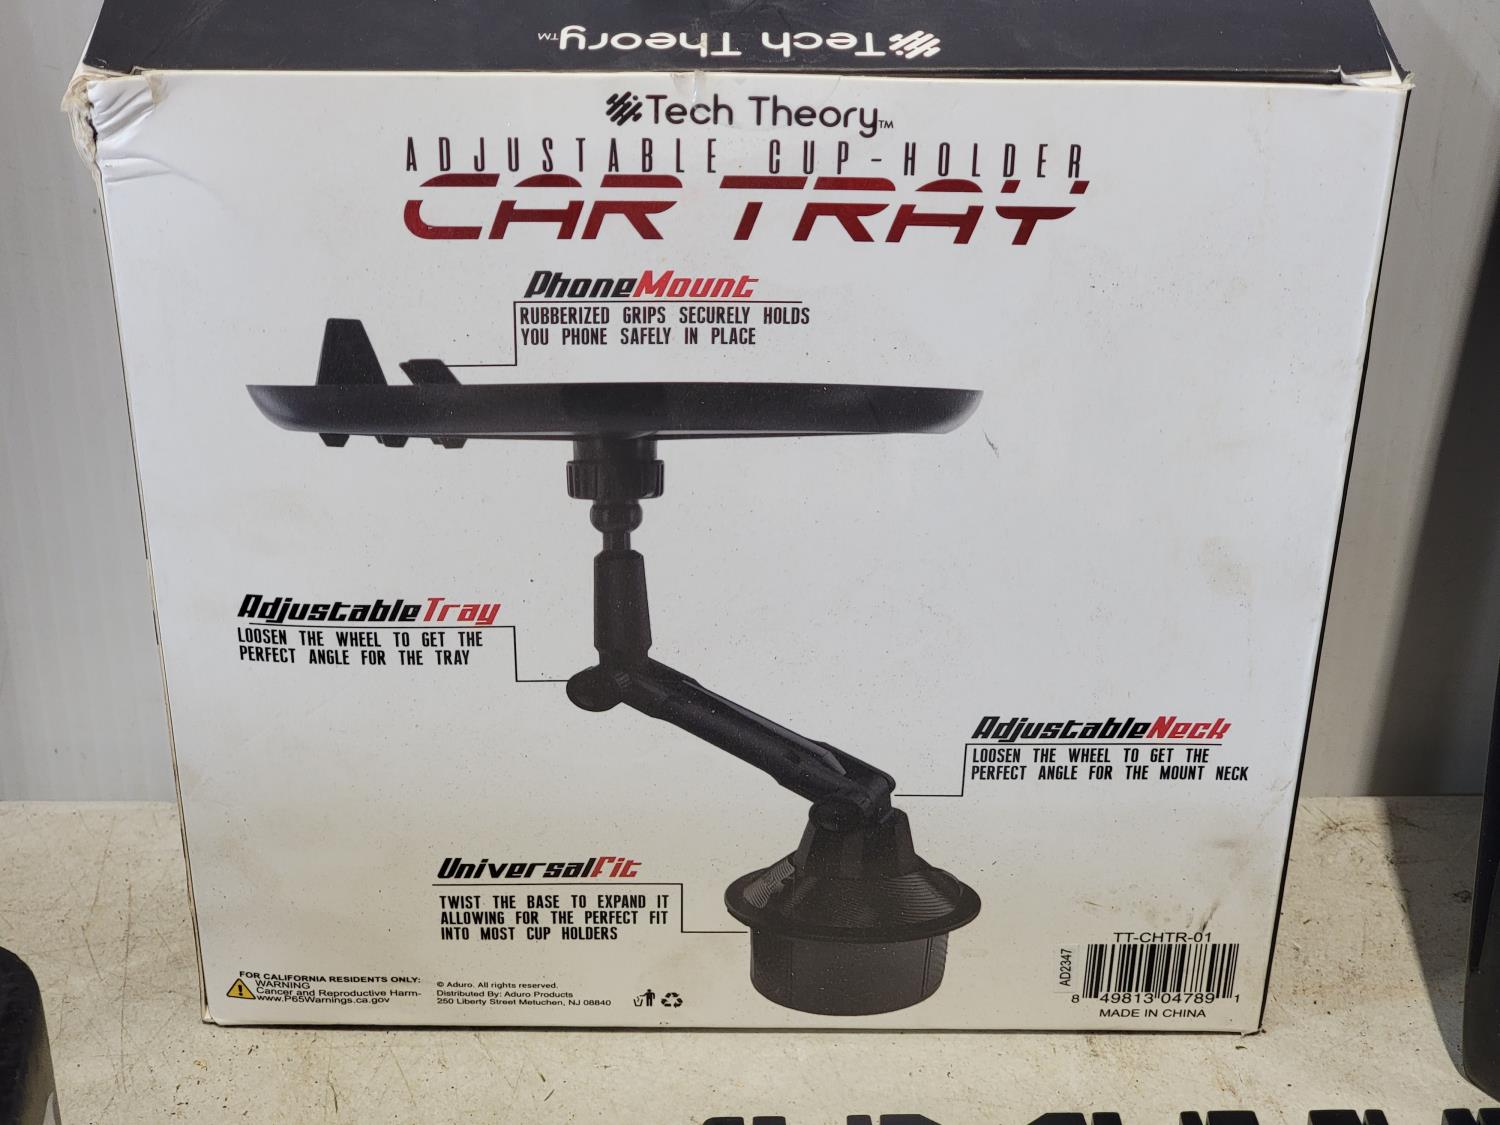 Tech Theory™
Tech Theory™
ADJUSTABLE CUP-HOLDER
CAR TRAY
PhoneMount
RUBBERIZED GRIPS SECURELY HOLDS
YOU PHONE SAFELY IN PLACE
AdjustableTray
LOOSEN THE WHEEL TO GET THE
PERFECT ANGLE FOR THE TRAY
AdjustableNeck
LOOSEN THE WHEEL TO GET THE
PERFECT ANGLE FOR THE MOUNT NECK
UniversalFit
TWIST THE BASE TO EXPAND IT
ALLOWING FOR THE PERFECT FIT
INTO MOST CUP HOLDERS
FOR CALIFORNIA RESIDENTS ONLY:
WARNING
Cancer and Reproductive Harm-
www.P65Warnings.ca.gov
© Aduro. All rights reserved.
Distributed By: Aduro Products
250 Liberty Street Metuchen, NJ 08840
AD2347
TT-CHTR-01
8 49813 04789 1
MADE IN CHINA